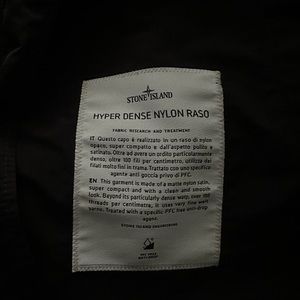 STONE ISLAND
HYPER DENSE NYLON RASO
FABRIC RESEARCH AND TREATMENT
IT Questo capo è realizzato in un raso di nylon
opaco, super compatto e dall'aspetto pulito e
satinato. Oltre ad avere un ordito particolarmente
denso, oltre 100 fili per centimetro, utilizza dei
filati molto fini in trama. Trattato con uno specifico
agente anti goccia privo di PFC.
EN This garment is made of a matte nylon satin,
super compact and with a clean and smooth
look. Beyond its particularly dense warp, over 100
threads per centimetre, it uses very fine weft
yarns. Treated with a specific PFC free anti-drop
agent.
STONE ISLAND